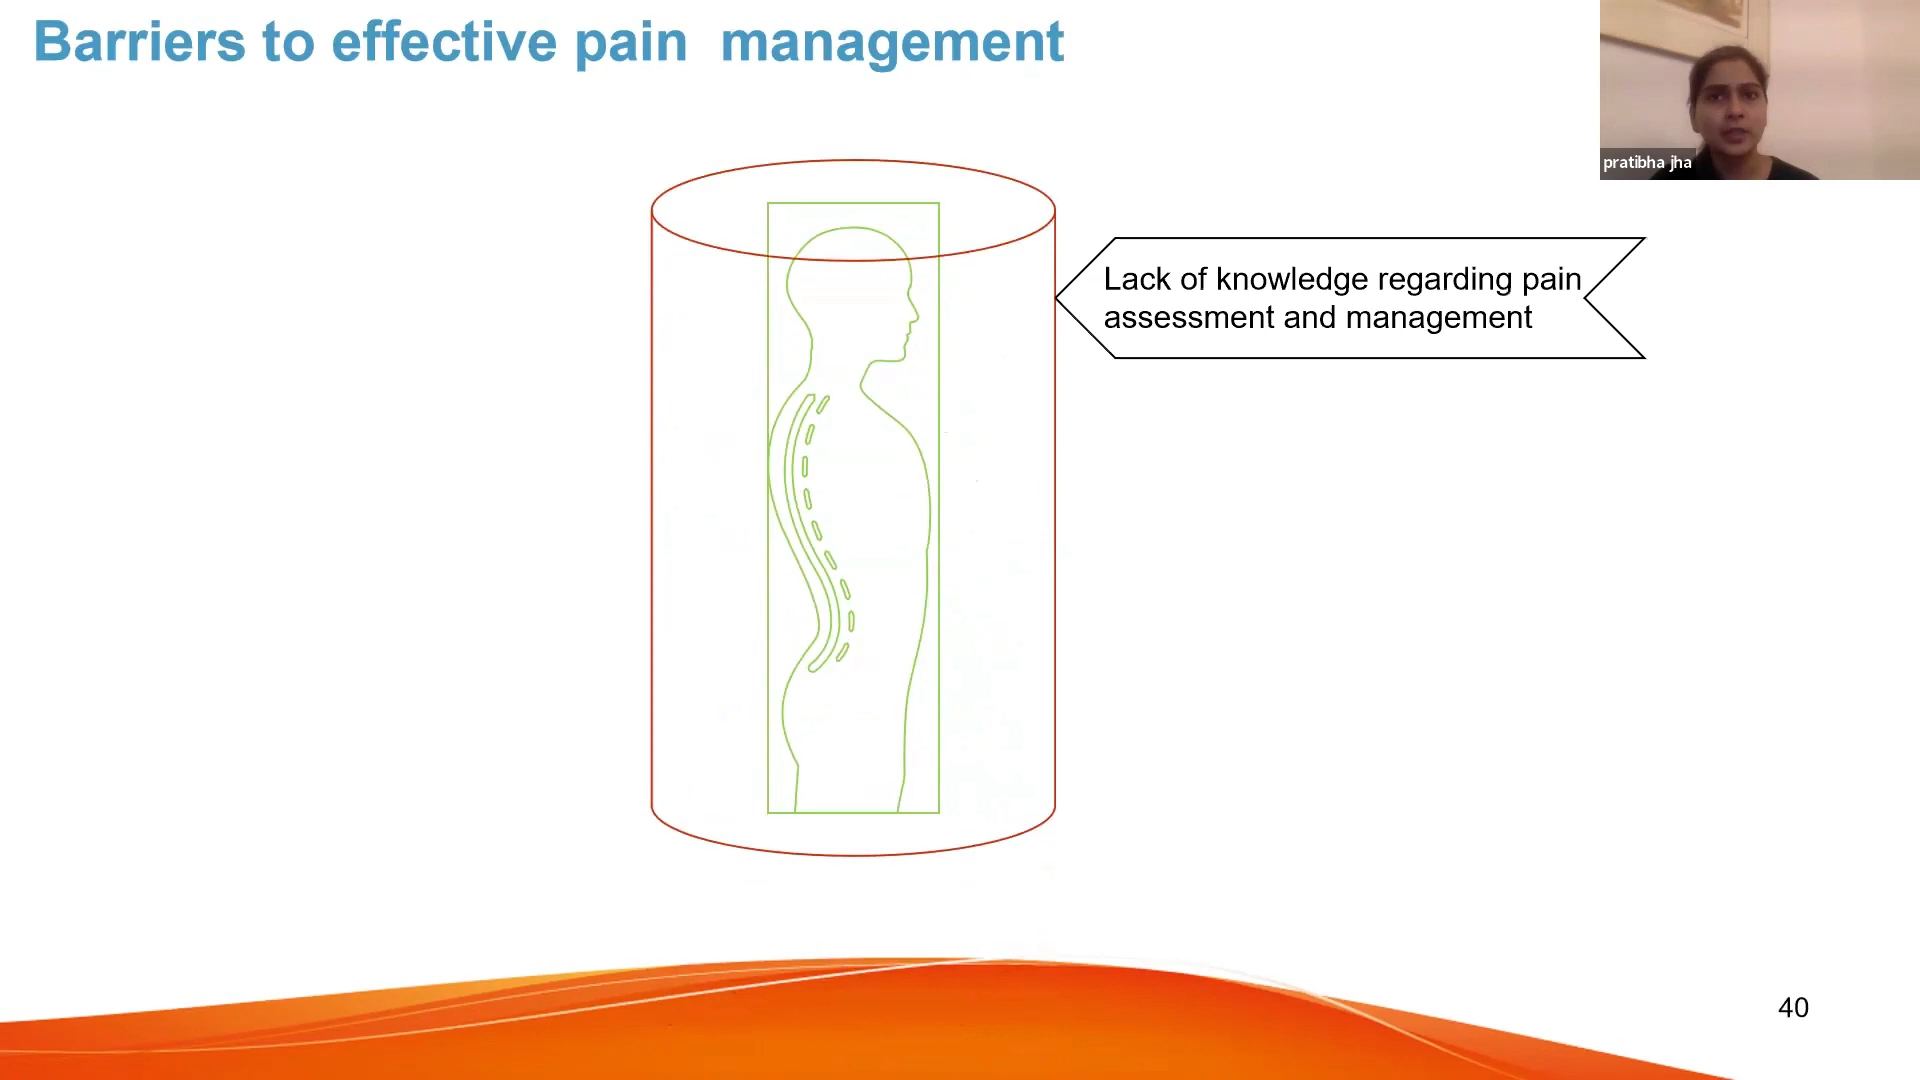 Barriers to effective pain  management
pratibha jha
Lack of knowledge regarding pain
assessment and management
40